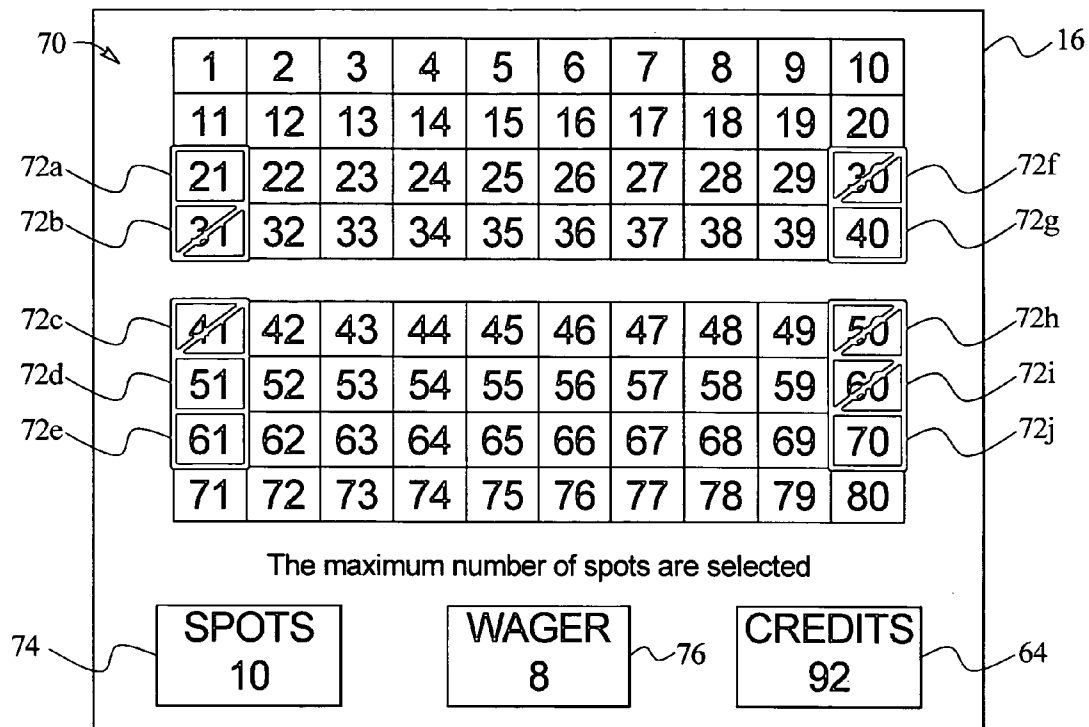 70
16
1 2 3 4 5 6 7 8 9 10
11 12 13 14 15 16 17 18 19 20
72a 21 22 23 24 25 26 27 28 29 30 72f
72b 31 32 33 34 35 36 37 38 39 40 72g
72c 41 42 43 44 45 46 47 48 49 50 72h
72d 51 52 53 54 55 56 57 58 59 60 72i
72e 61 62 63 64 65 66 67 68 69 70 72j
71 72 73 74 75 76 77 78 79 80
The maximum number of spots are selected
74 SPOTS WAGER 76 CREDITS 64
10 8 92